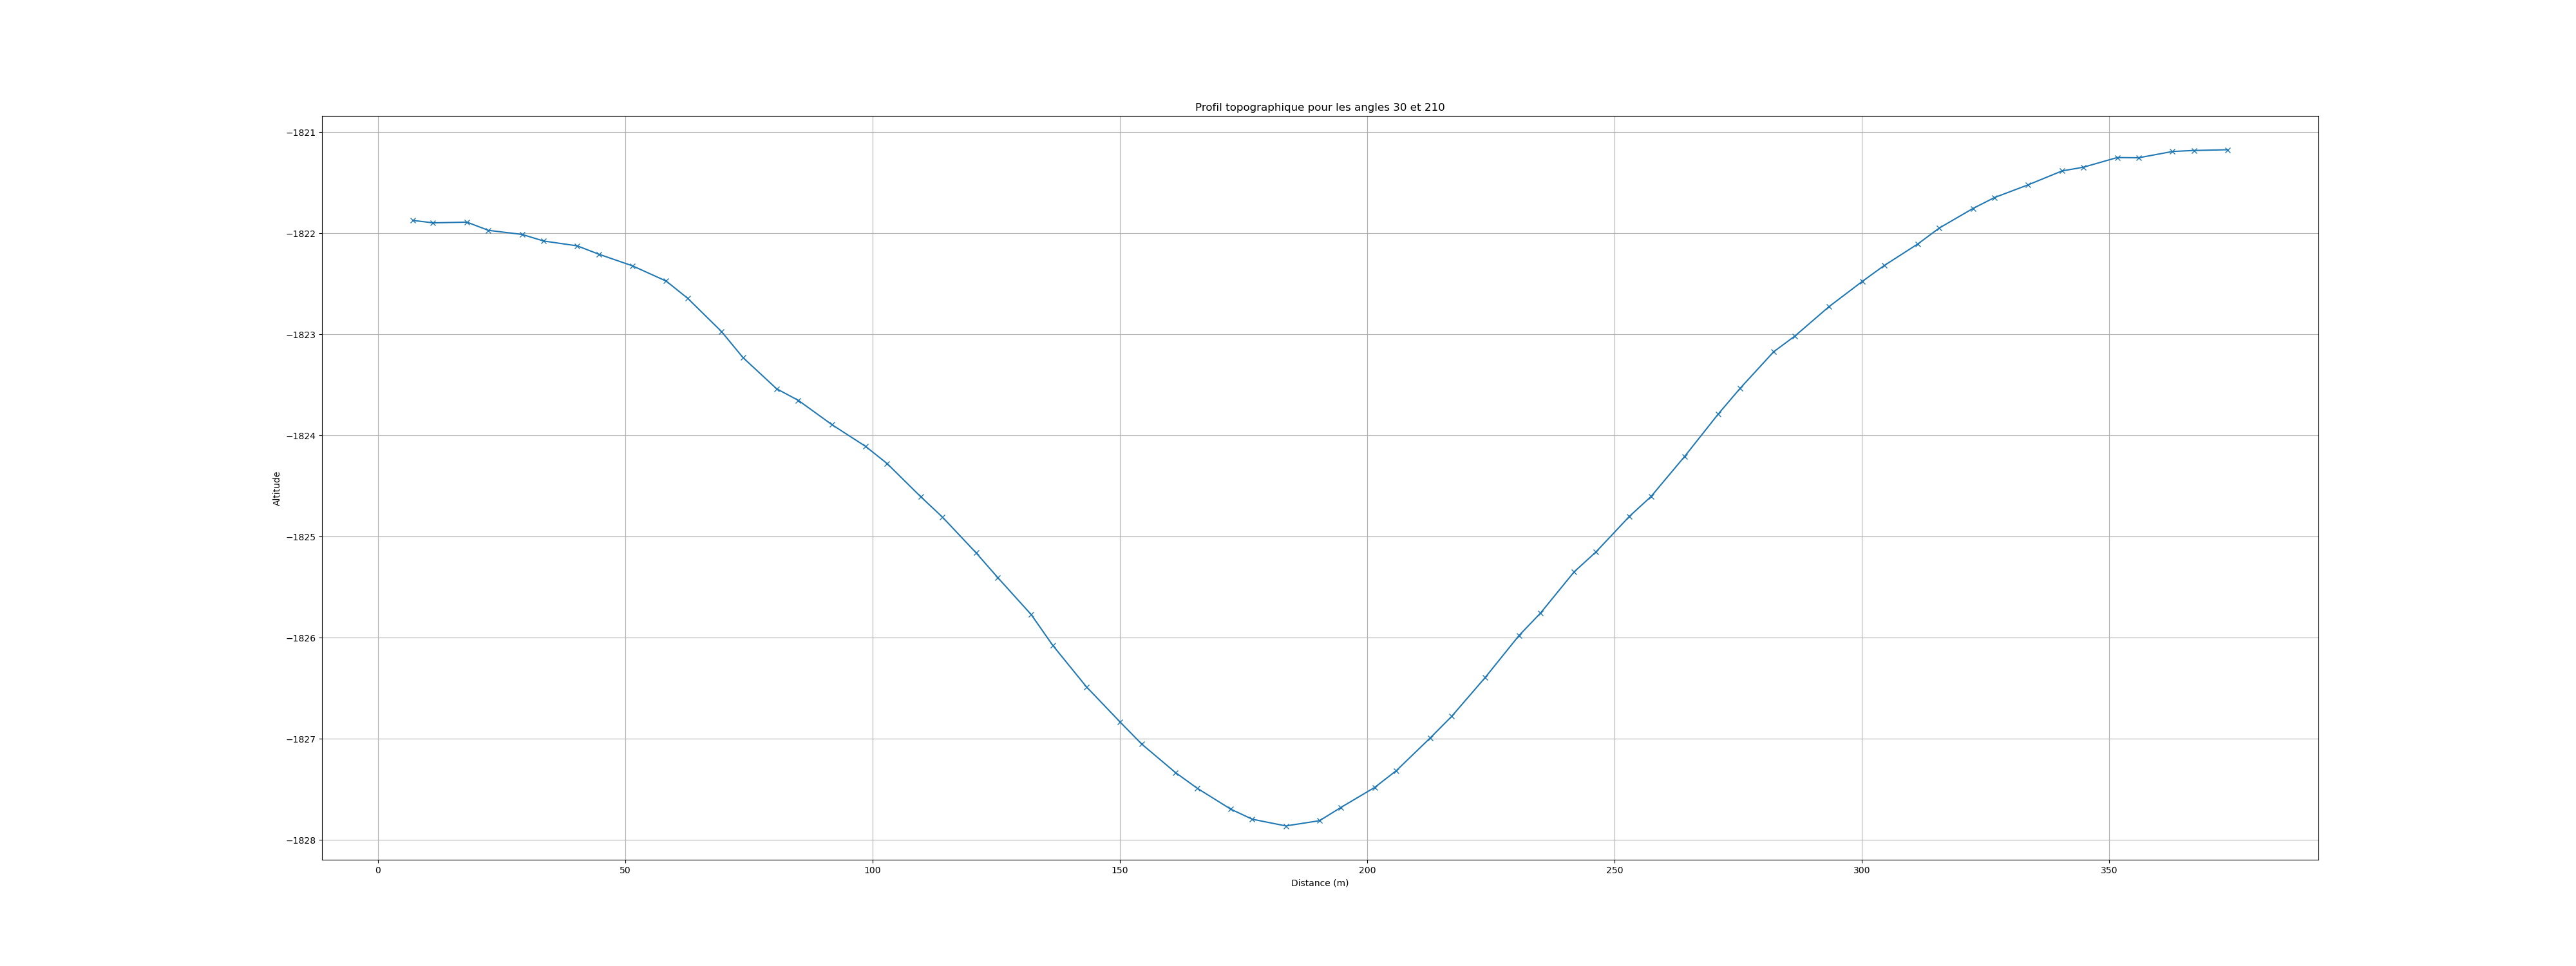 Profil topographique pour les angles 30 et 210
−1821
−1822
−1823
−1824
−1825
−1826
−1827
−1828
Altitude
0 50 100 150 200 250 300 350
Distance (m)